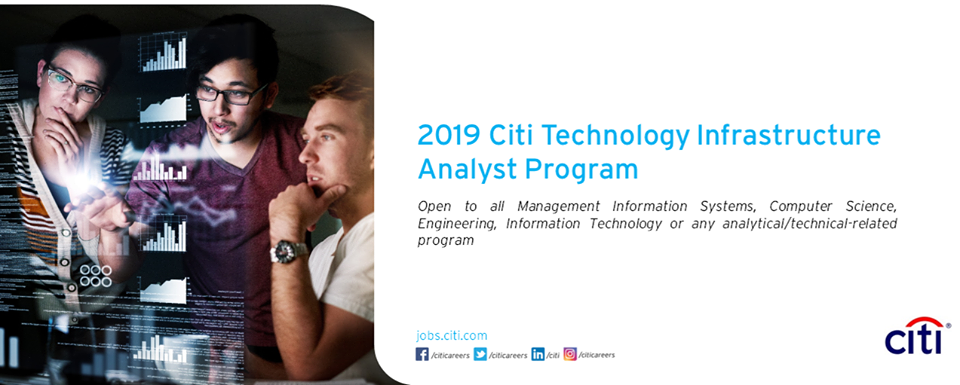 2019 Citi Technology Infrastructure
Analyst Program
Open to all Management Information Systems, Computer Science,
Engineering, Information Technology or any analytical/technical-related
program
jobs.citi.com
/citicareers /citicareers /citi /citicareers
citi®